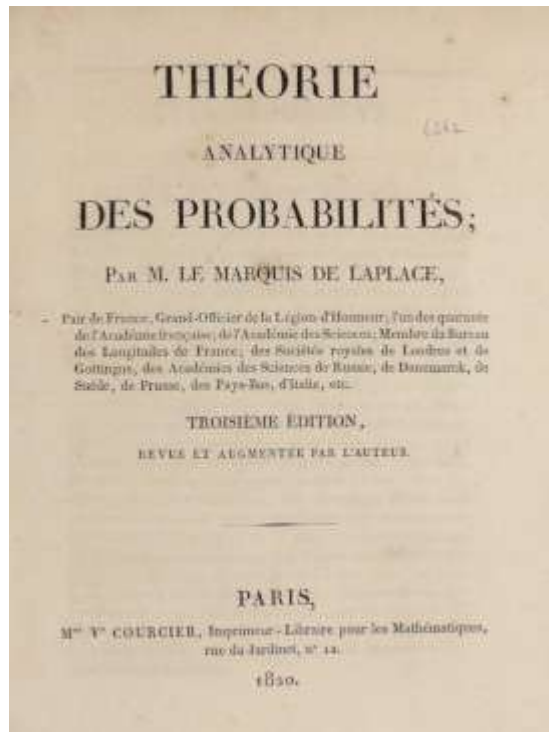 THÉORIE
ANALYTIQUE
DES PROBABILITÉS;
PAR M. LE MARQUIS DE LAPLACE,
Pair de France, Grand-Officier de la Légion d'Honneur; l'un des quarante
de l'Académie française; de l'Académie des Sciences; Membre du Bureau
des Longitudes de France; des Sociétés royales de Londres et de
Gottingue, des Académies des Sciences de Russie, de Danemarck, de
Suède, de Prusse, des Pays-Bas, d'Italie, etc.
TROISIÈME ÉDITION,
REVUE ET AUGMENTÉE PAR L'AUTEUR.
PARIS,
Mme Ve COURCIER, Imprimeur-Libraire pour les Mathématiques,
rue du Jardinet, n° 12.
1820.